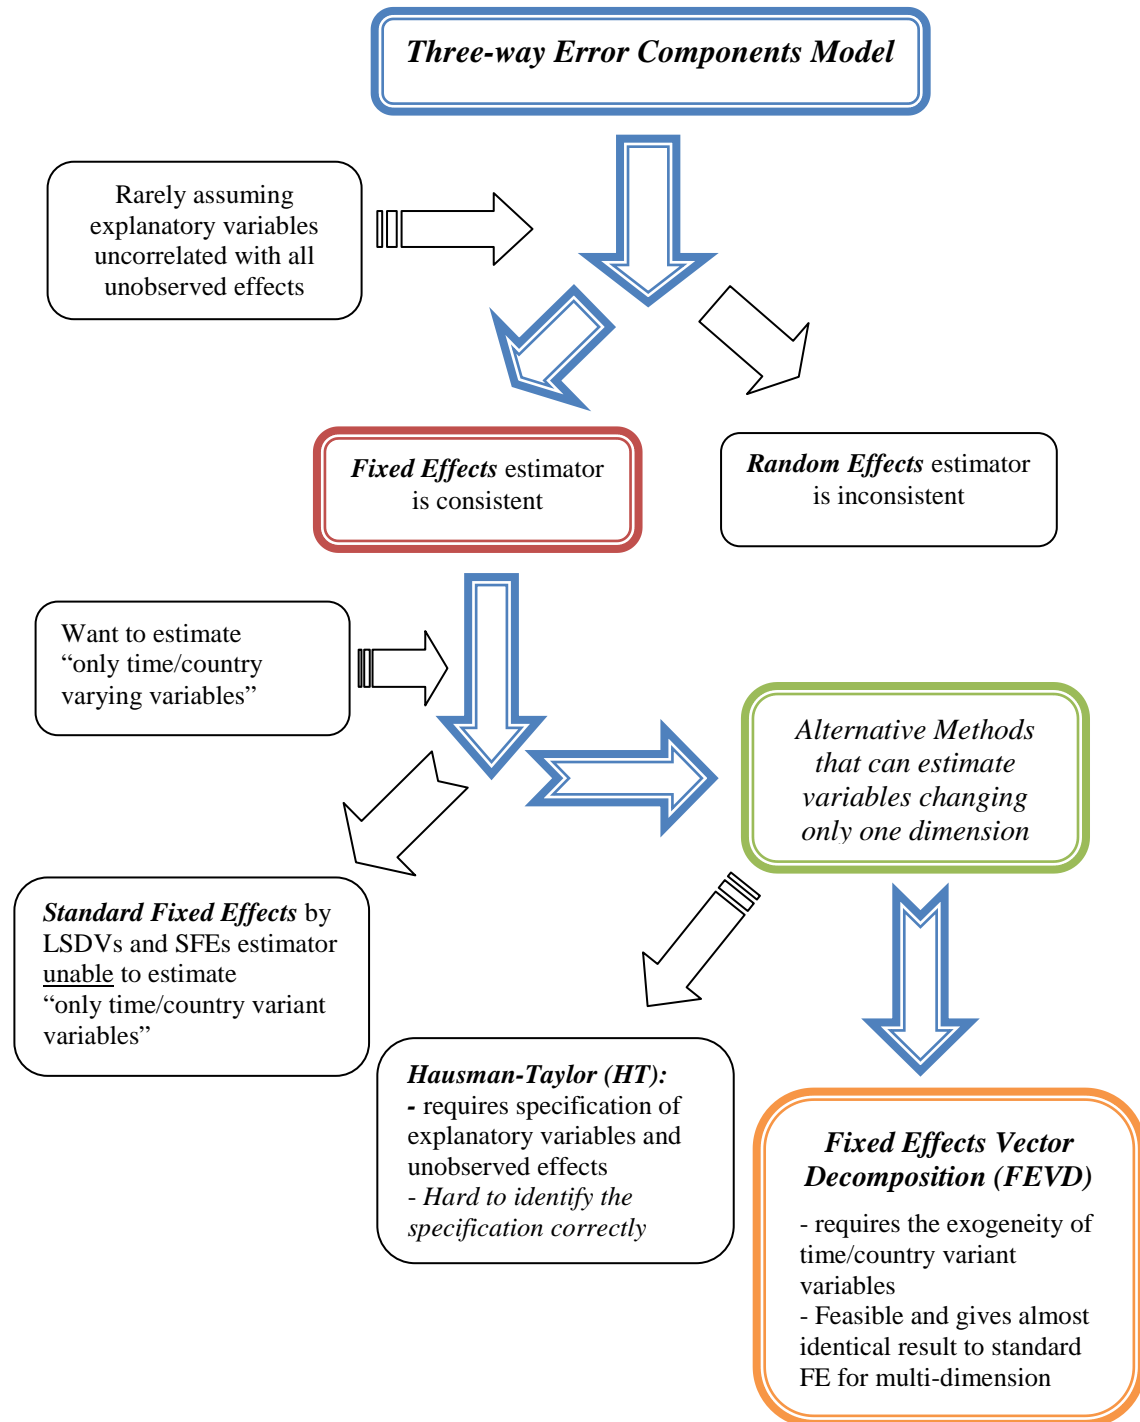 Three-way Error Components Model
Rarely assuming
explanatory variables
uncorrelated with all
unobserved effects
Fixed Effects estimator
is consistent
Random Effects estimator
is inconsistent
Want to estimate
“only time/country
varying variables”
Alternative Methods
that can estimate
variables changing
only one dimension
Standard Fixed Effects by
LSDVs and SFEs estimator
unable to estimate
“only time/country variant
variables”
Hausman-Taylor (HT):
- requires specification of
explanatory variables and
unobserved effects
- Hard to identify the
specification correctly
Fixed Effects Vector
Decomposition (FEVD)
- requires the exogeneity of
time/country variant
variables
- Feasible and gives almost
identical result to standard
FE for multi-dimension